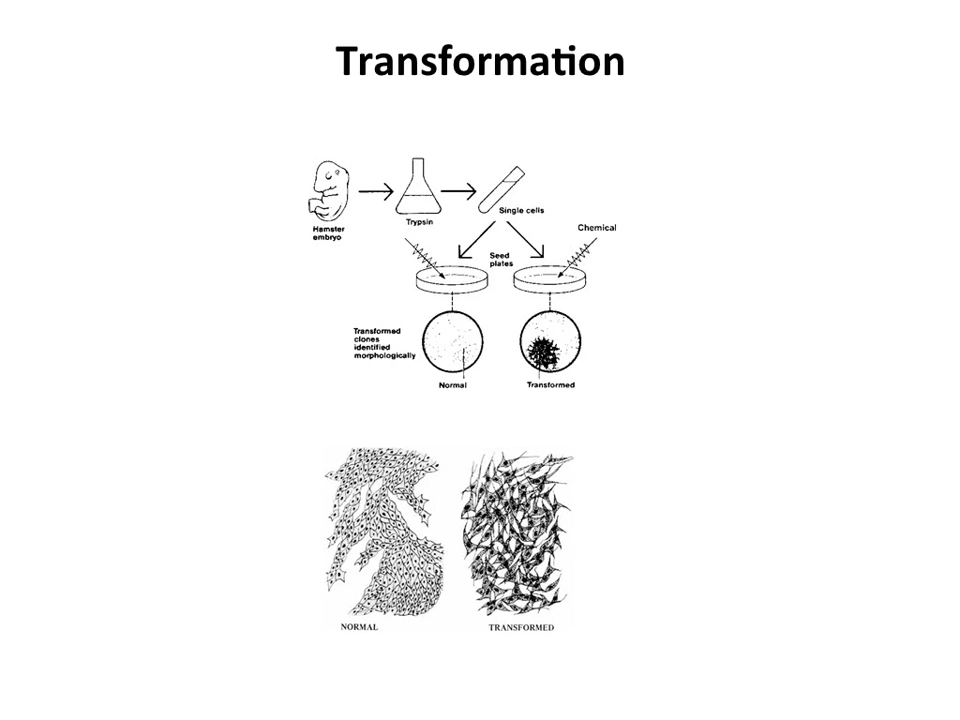 Transformation
Hamster
embryo
Trypsin
Single cells
Chemical
Seed
plates
Transformed
clones
identified
morphologically
Normal
Transformed
NORMAL
TRANSFORMED